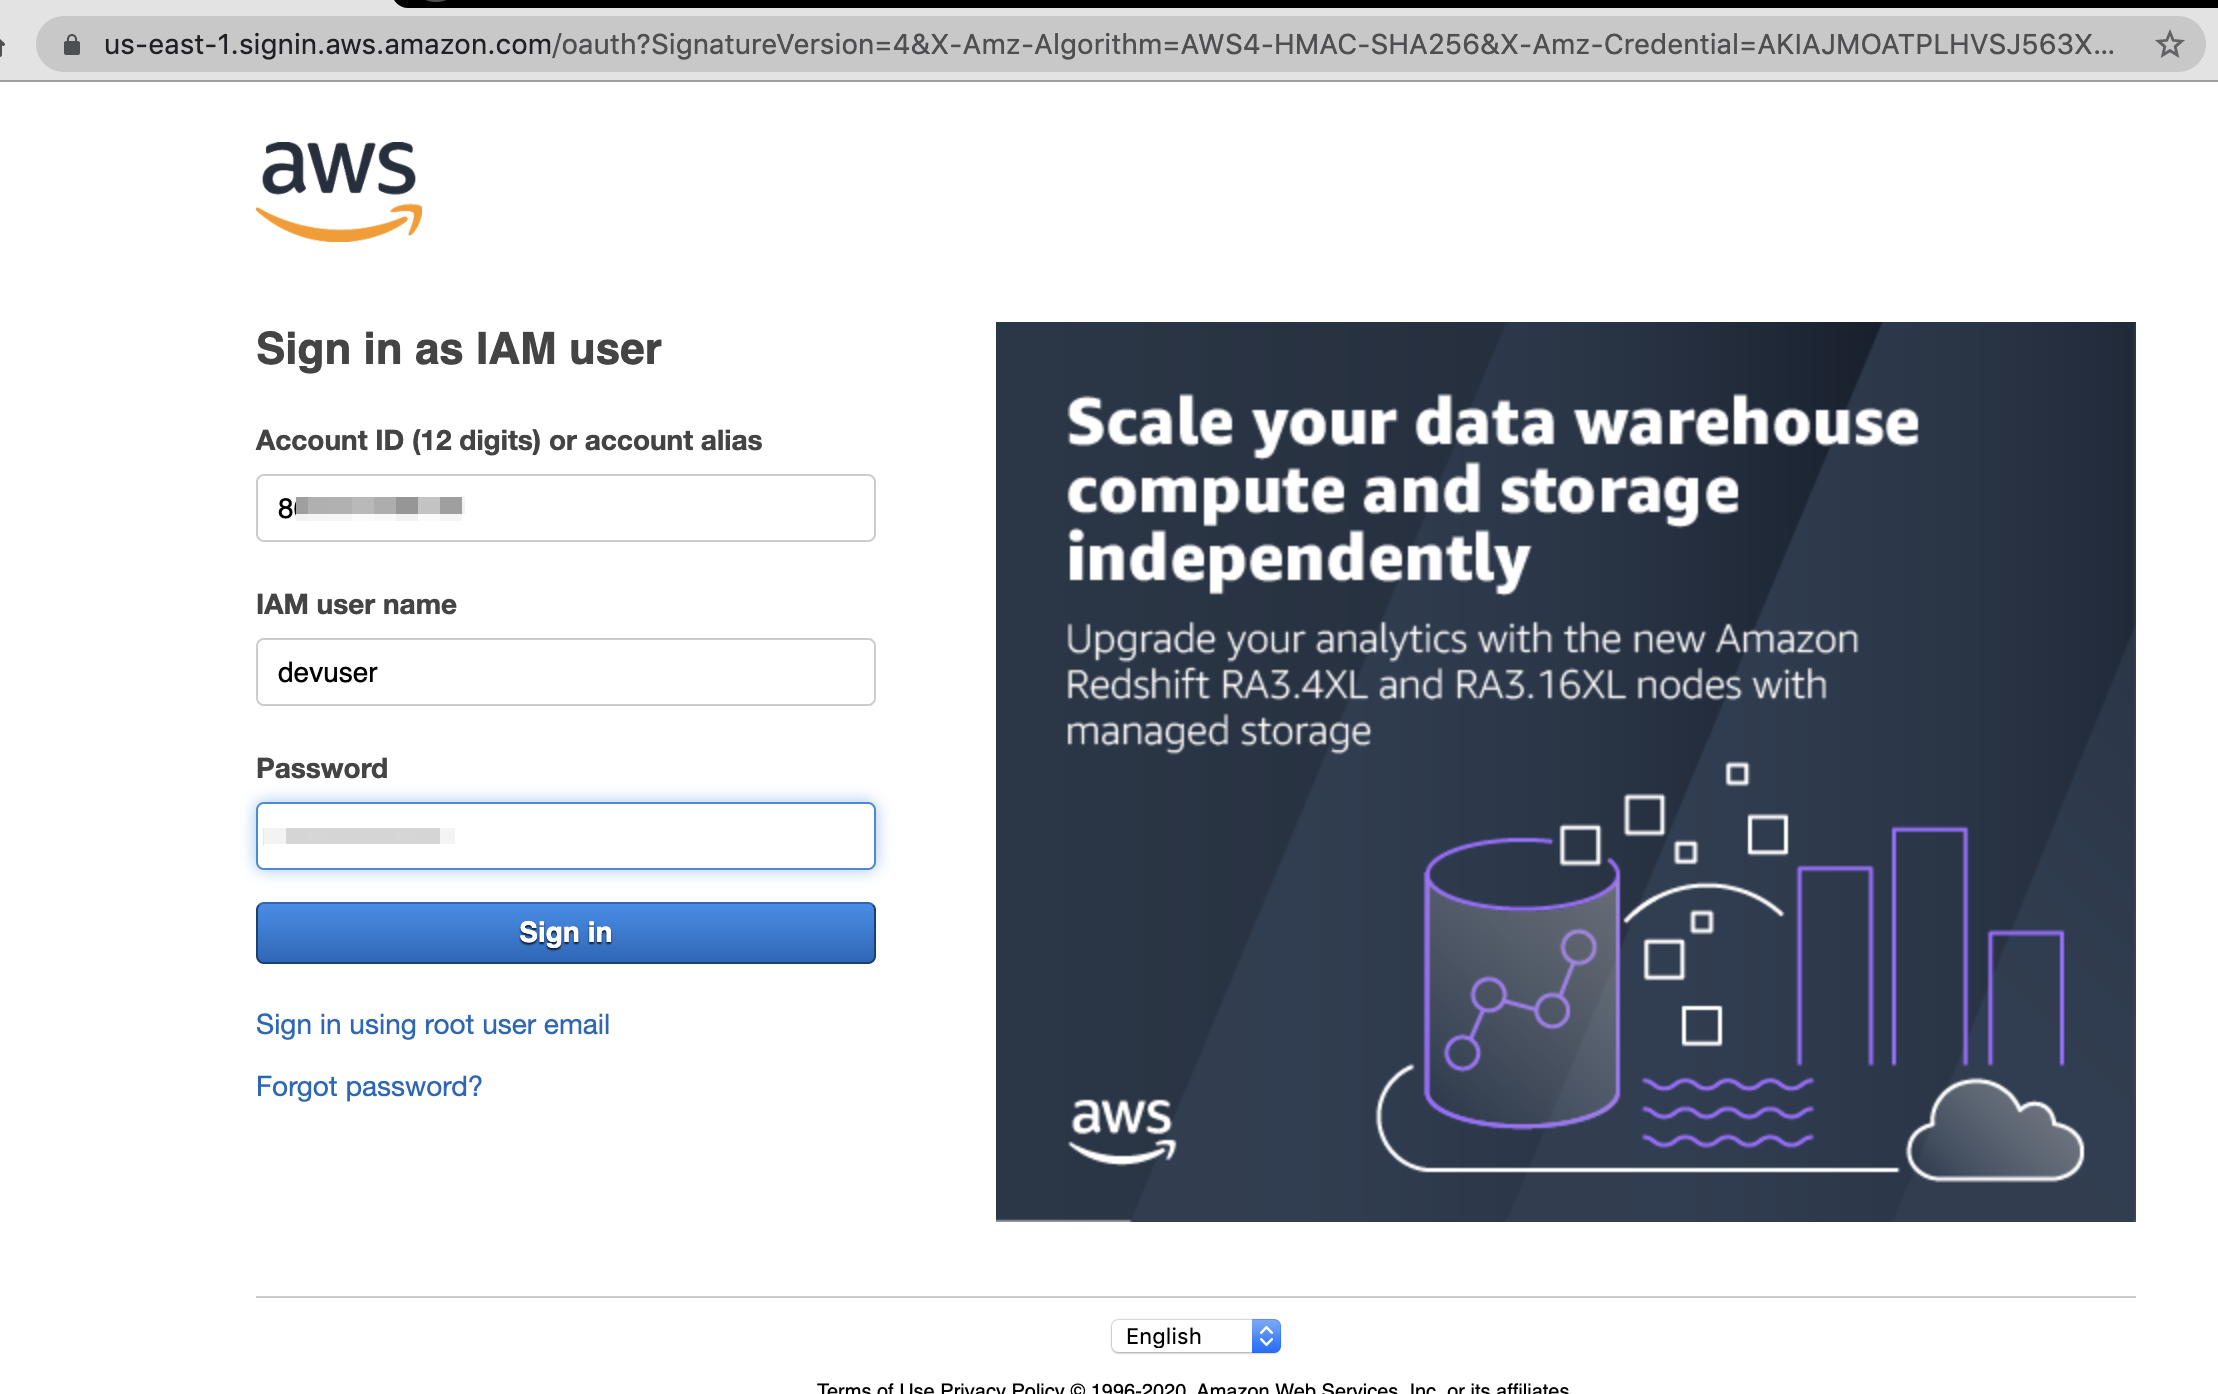 us-east-1.signin.aws.amazon.com/oauth?SignatureVersion=4&X-Amz-Algorithm=AWS4-HMAC-SHA256&X-Amz-Credential=AKIAJMOATPLHVSJ563X...
aws
Sign in as IAM user
Account ID (12 digits) or account alias
8
IAM user name
devuser
Password
Sign in
Sign in using root user email
Forgot password?
Scale your data warehouse
compute and storage
independently
Upgrade your analytics with the new Amazon
Redshift RA3.4XL and RA3.16XL nodes with
managed storage
aws
English
Terms of Use Privacy Policy © 1996-2020, Amazon Web Services, Inc. or its affiliates.